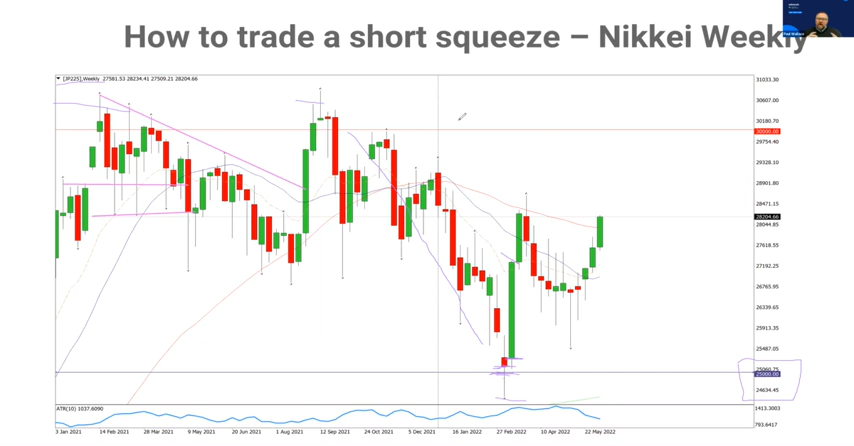 How to trade a short squeeze – Nikkei Weekly
Paul Wallace
[JP225],Weekly 27581.53 28234.41 27509.21 28204.66
31033.30
30607.00
30180.70
30000.00
29754.40
29328.10
28901.80
28471.15
28204.66
28044.85
27618.55
27192.25
26765.95
26339.65
25913.35
25487.05
25060.75
25000.00
24634.45
ATR(10) 1037.6090
1413.3003
793.6417
3 Jan 2021
14 Feb 2021
28 Mar 2021
9 May 2021
20 Jun 2021
1 Aug 2021
12 Sep 2021
24 Oct 2021
5 Dec 2021
16 Jan 2022
27 Feb 2022
10 Apr 2022
22 May 2022